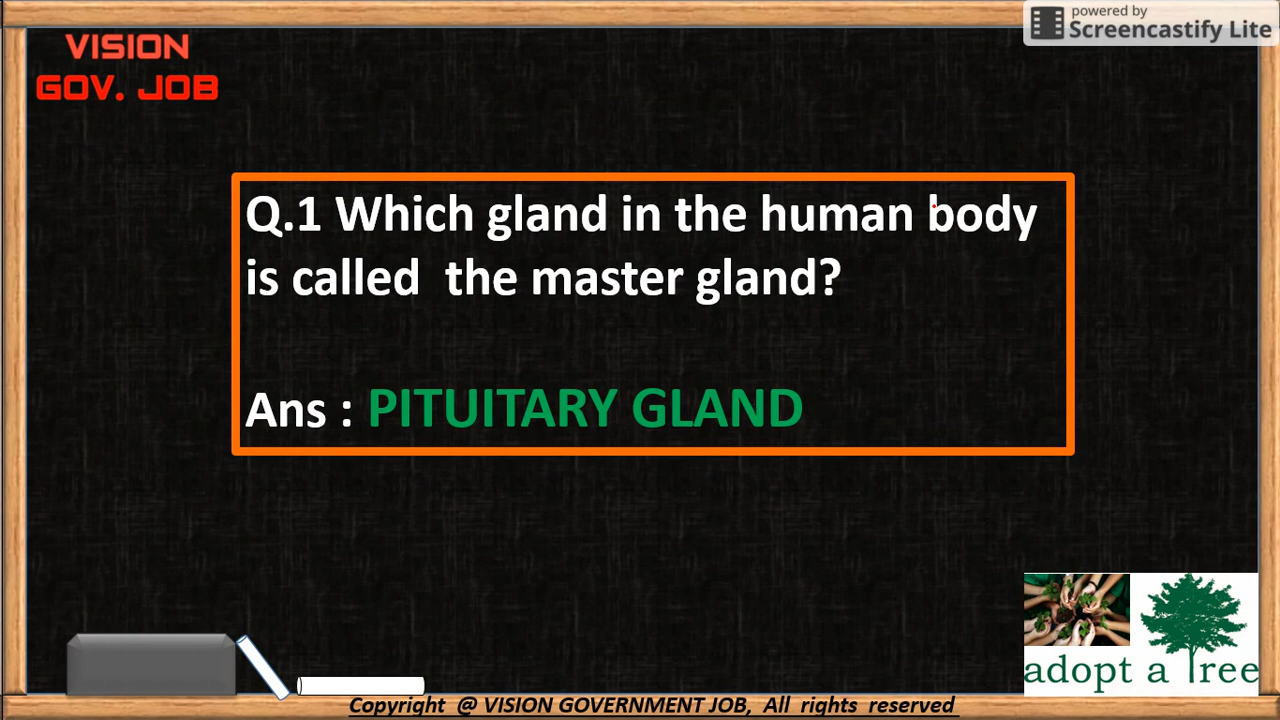 powered by
Screencastify Lite
VISION
GOV. JOB
Q.1 Which gland in the human body
is called the master gland?
Ans : PITUITARY GLAND
adopt a Tree
Copyright @ VISION GOVERNMENT JOB, All rights reserved